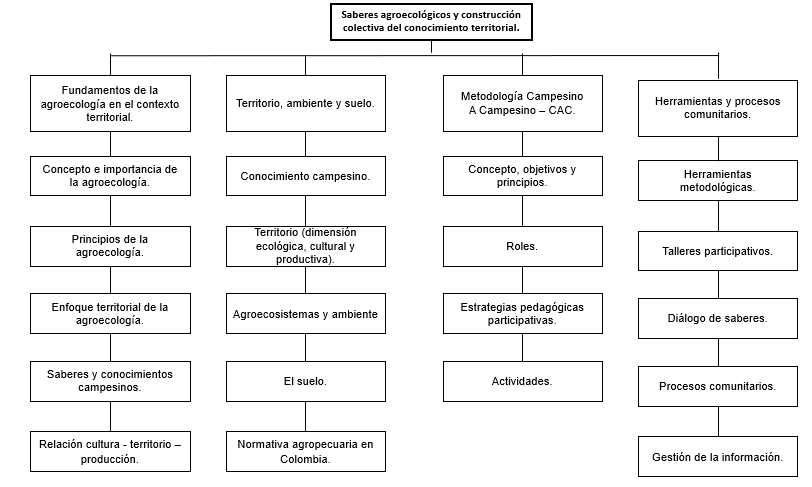 Saberes agroecológicos y construcción
colectiva del conocimiento territorial.
Fundamentos de la
agroecología en el contexto
territorial.
Concepto e importancia de
la agroecología.
Principios de la
agroecología.
Enfoque territorial de la
agroecología.
Saberes y conocimientos
campesinos.
Relación cultura - territorio –
producción.
Territorio, ambiente y suelo.
Conocimiento campesino.
Territorio (dimensión
ecológica, cultural y
productiva).
Agroecosistemas y ambiente
El suelo.
Normativa agropecuaria en
Colombia.
Metodología Campesino
A Campesino – CAC.
Concepto, objetivos y
principios.
Roles.
Estrategias pedagógicas
participativas.
Actividades.
Herramientas y procesos
comunitarios.
Herramientas
metodológicas.
Talleres participativos.
Diálogo de saberes.
Procesos comunitarios.
Gestión de la información.